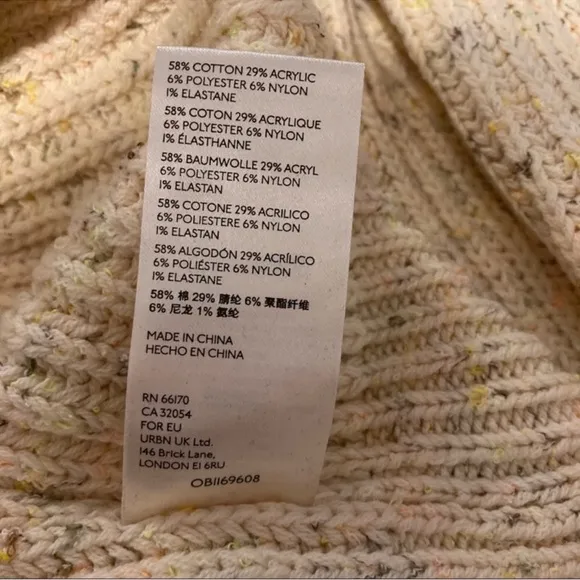 58% COTTON 29% ACRYLIC
6% POLYESTER 6% NYLON
1% ELASTANE
58% COTON 29% ACRYLIQUE
6% POLYESTER 6% NYLON
1% ÉLASTHANNE
58% BAUMWOLLE 29% ACRYL
6% POLYESTER 6% NYLON
1% ELASTAN
58% COTONE 29% ACRILICO
6% POLIESTERE 6% NYLON
1% ELASTAN
58% ALGODÓN 29% ACRÍLICO
6% POLIÉSTER 6% NYLON
1% ELASTANE
58% 棉 29% 腈纶 6% 聚酯纤维
6% 尼龙 1% 氨纶
MADE IN CHINA
HECHO EN CHINA
RN 66170
CA 32054
FOR EU
URBN UK Ltd.
146 Brick Lane,
LONDON E1 6RU
OB1169608